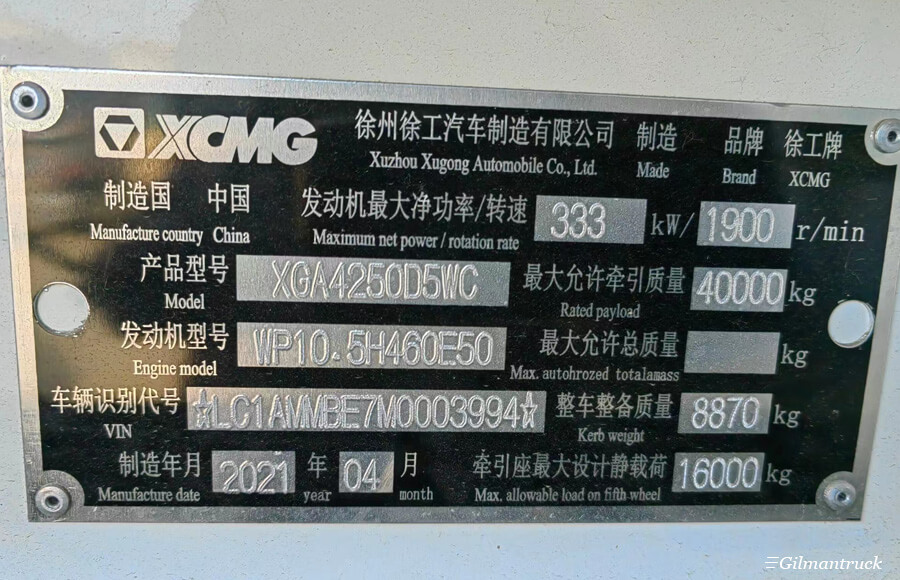 XCMG 徐州徐工汽车制造有限公司 制造 品牌 徐工牌
Xuzhou Xugong Automobile Co., Ltd. Made Brand XCMG
制造国 中国 发动机最大净功率/转速 333 kW/ 1900 r/min
Manufacture country China Maximum net power / rotation rate
产品型号 XGA4250D5WC 最大允许牵引质量 40000 kg
Model Rated payload
发动机型号 WP10.5H460E50 最大允许总质量 kg
Engine model Max. autohrozed totalamass
车辆识别代号 ☆LC1AMMBE7M0003994☆ 整车整备质量 8870 kg
VIN Kerb weight
制造年月 2021 年 04 月 牵引座最大设计静载荷 16000 kg
Manufacture date year month Max. allowable load on fifth wheel
Gilmantruck